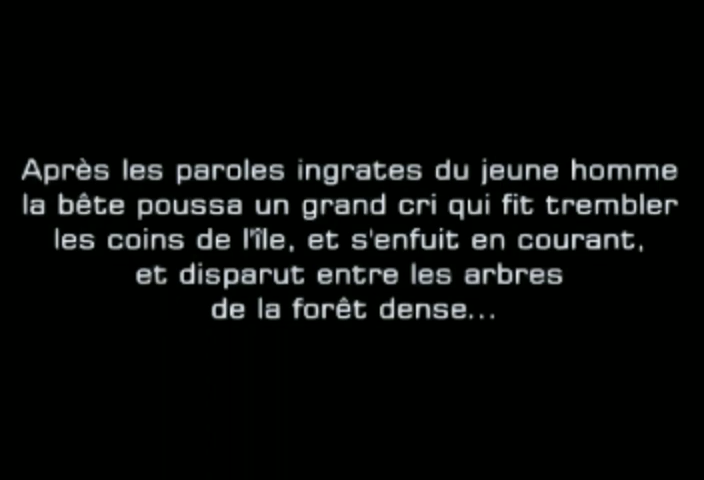 Après les paroles ingrates du jeune homme
la bête poussa un grand cri qui fit trembler
les coins de l'île, et s'enfuit en courant,
et disparut entre les arbres
de la forêt dense...